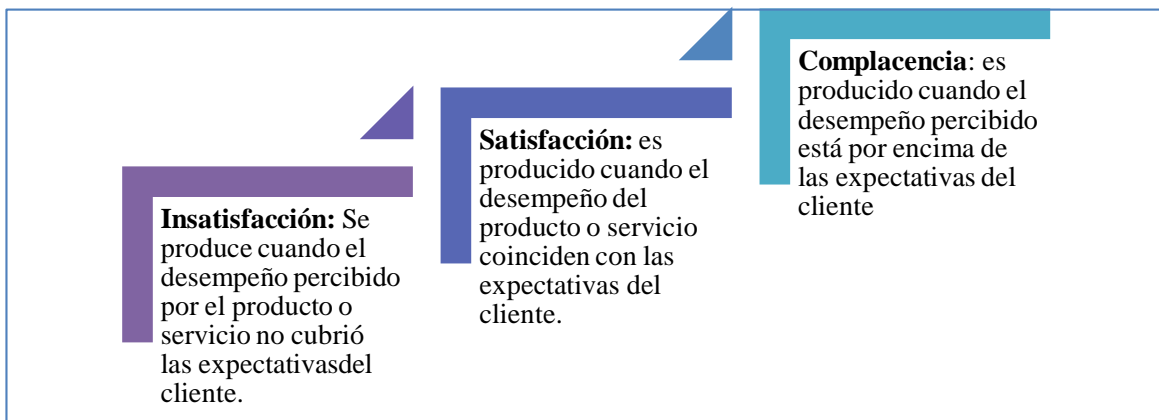 Insatisfacción: Se
produce cuando el
desempeño percibido
por el producto o
servicio no cubrió
las expectativasdel
cliente.
Satisfacción: es
producido cuando el
desempeño del
producto o servicio
coinciden con las
expectativas del
cliente.
Complacencia: es
producido cuando el
desempeño percibido
está por encima de
las expectativas del
cliente